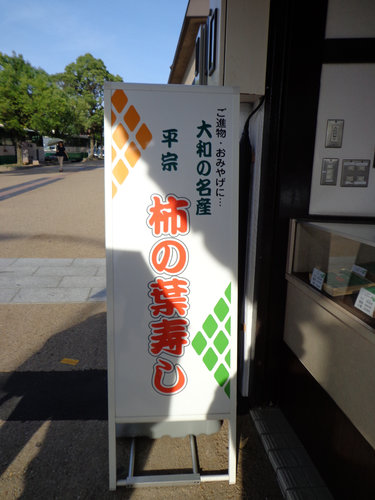 ご進物・おみやげに…
大和の名産
平宗
柿の葉寿し